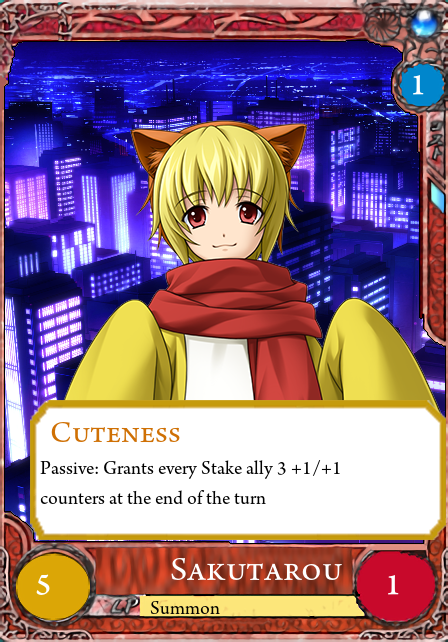 1
CUTENESS
Passive: Grants every Stake ally 3 +1/+1
counters at the end of the turn
5
SAKUTAROU
1
LP
Summon